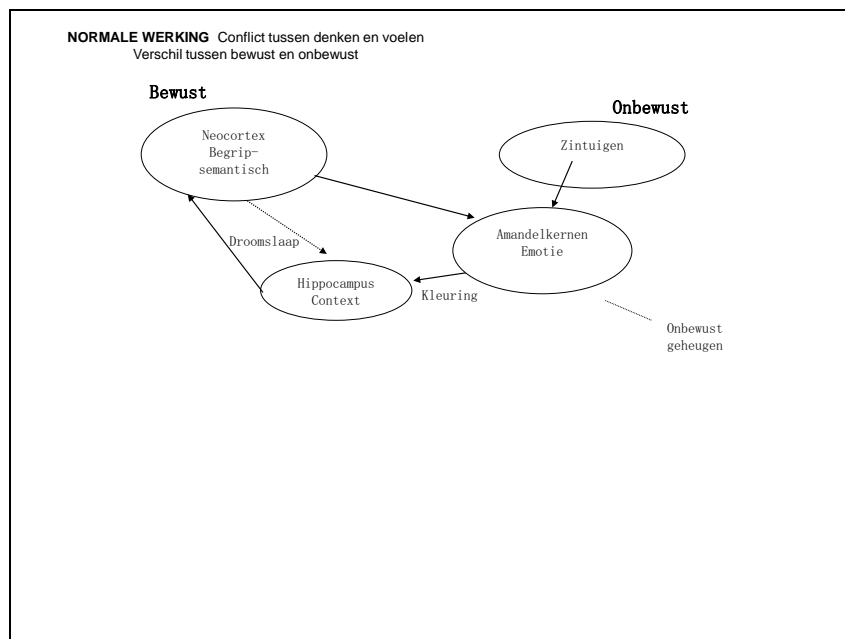 NORMALE WERKING Conflict tussen denken en voelen
Verschil tussen bewust en onbewust
Bewust
Onbewust
Neocortex
Begrip-
semantisch
Zintuigen
Amandelkernen
Emotie
Droomslaap
Hippocampus
Context
Kleuring
Onbewust
geheugen